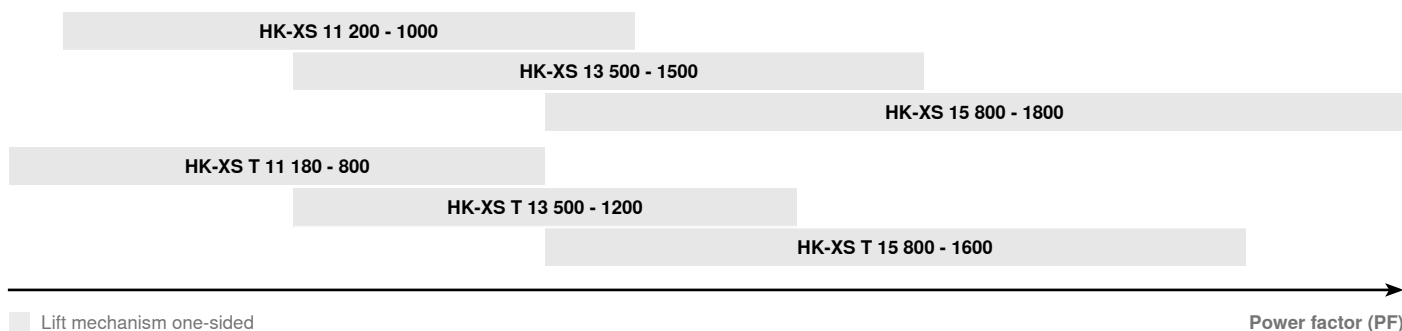 HK-XS 11 200 - 1000
HK-XS 13 500 - 1500
HK-XS 15 800 - 1800
HK-XS T 11 180 - 800
HK-XS T 13 500 - 1200
HK-XS T 15 800 - 1600
Lift mechanism one-sided
Power factor (PF)